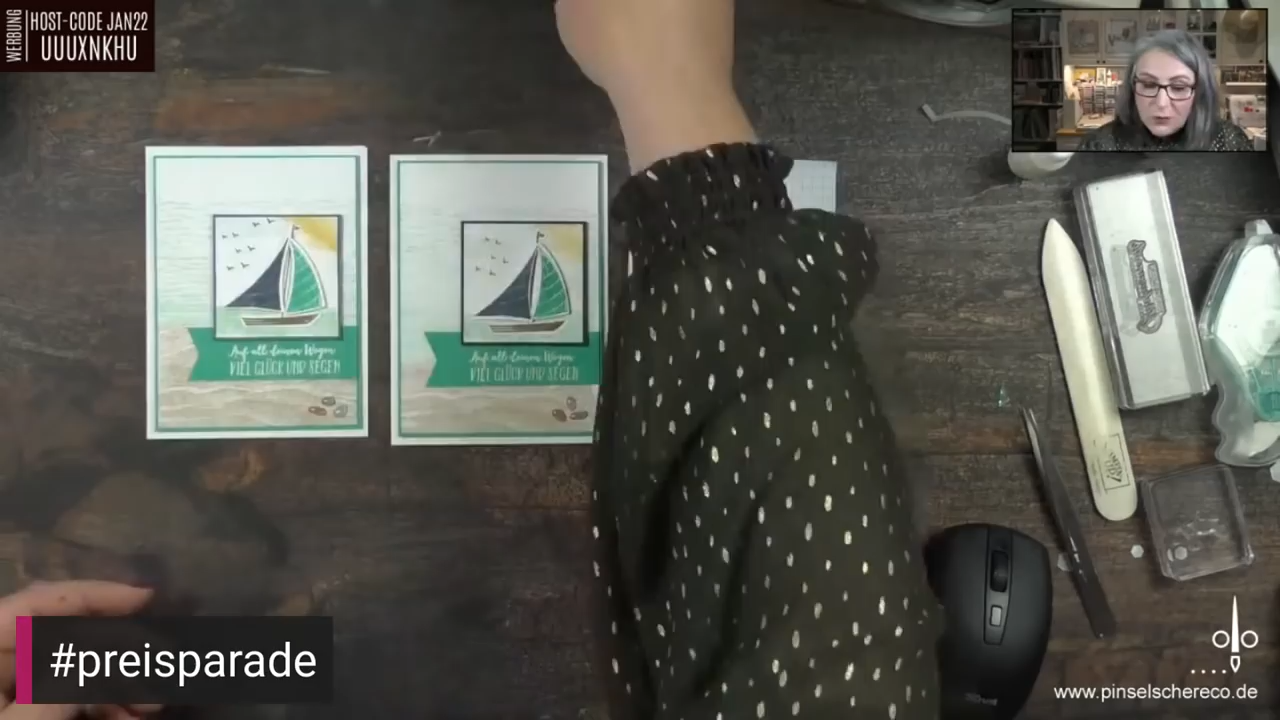 WERBUNG
HOST-CODE JAN22
UUUXNKHU
Auf all deinen Wegen
VIEL GLÜCK UND SEGEN
Auf all deinen Wegen
VIEL GLÜCK UND SEGEN
#preisparade
Trust
www.pinselschereco.de